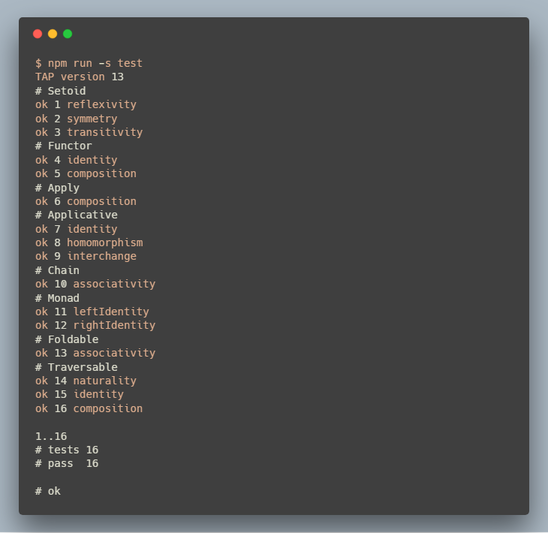 $ npm run -s test
TAP version 13
# Setoid
ok 1 reflexivity
ok 2 symmetry
ok 3 transitivity
# Functor
ok 4 identity
ok 5 composition
# Apply
ok 6 composition
# Applicative
ok 7 identity
ok 8 homomorphism
ok 9 interchange
# Chain
ok 10 associativity
# Monad
ok 11 leftIdentity
ok 12 rightIdentity
# Foldable
ok 13 associativity
# Traversable
ok 14 naturality
ok 15 identity
ok 16 composition
1..16
# tests 16
# pass  16
# ok